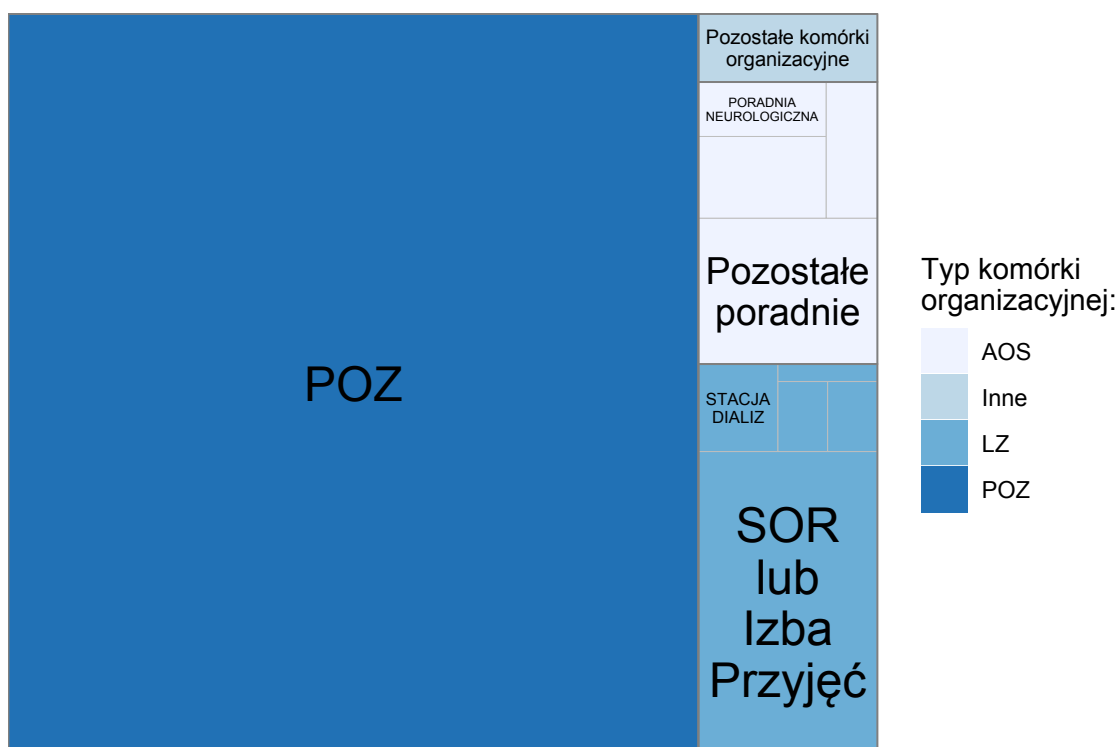 POZ
Pozostałe komórki
organizacyjne
PORADNIA
NEUROLOGICZNA
Pozostałe
poradnie
STACJA
DIALIZ
SOR
lub
Izba
Przyjęć
Typ komórki
organizacyjnej:
AOS
Inne
LZ
POZ